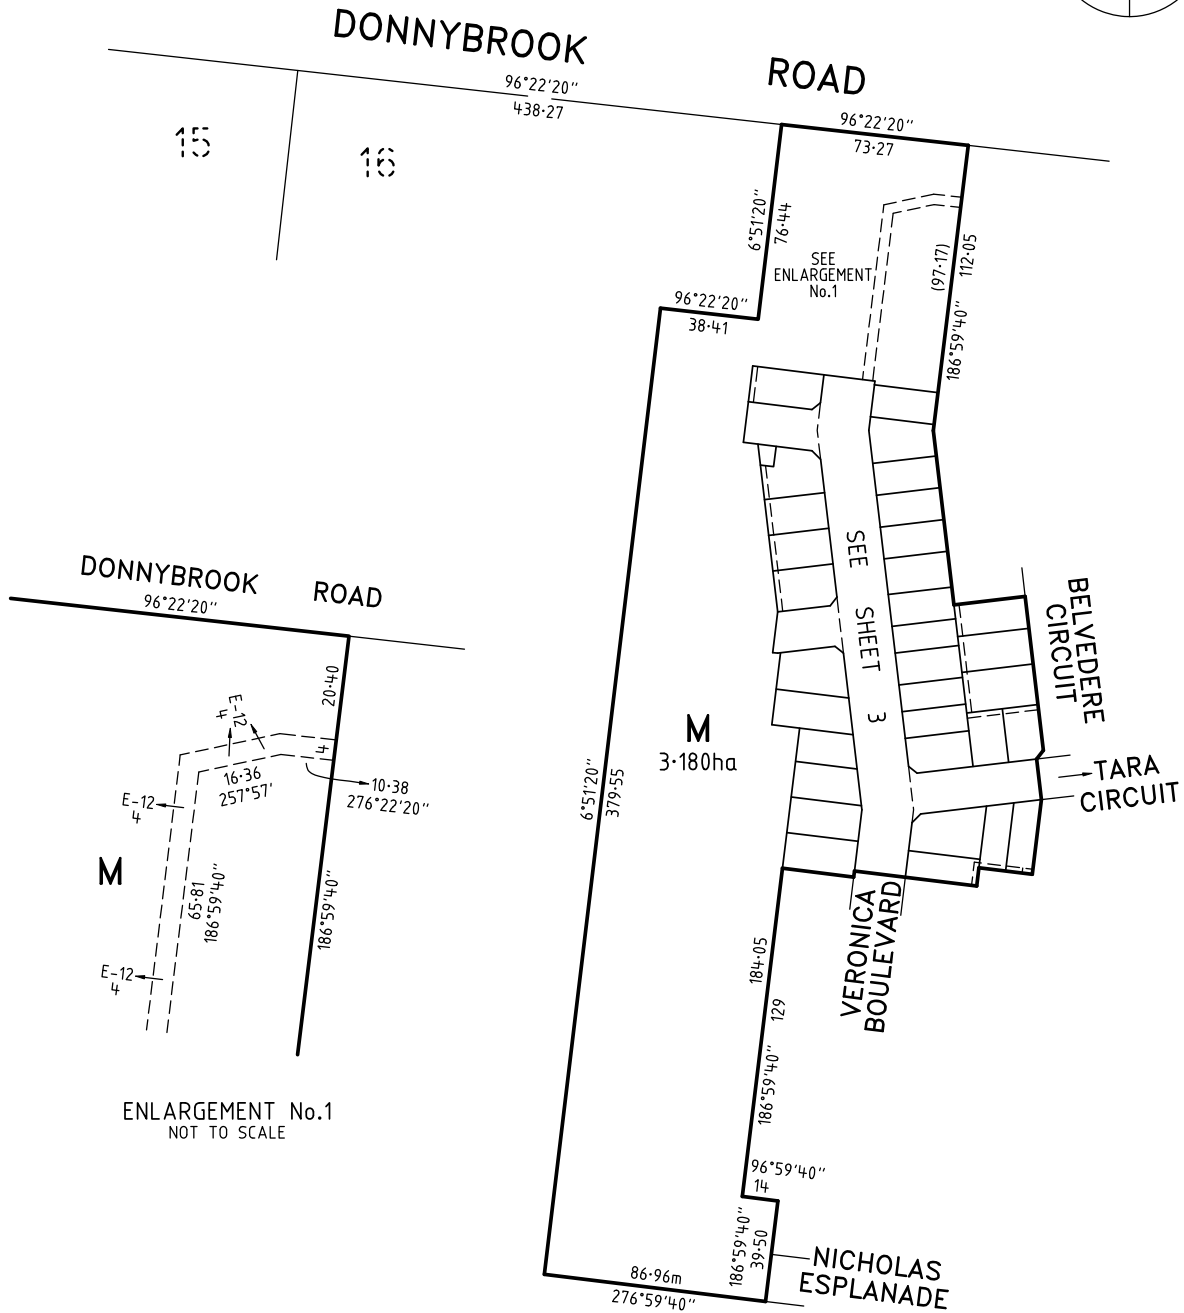 DONNYBROOK ROAD
96°22'20"
438·27
96°22'20"
73·27
15
16
6°51'20"
76·44
SEE
ENLARGEMENT
No.1
(97·17)
112·05
186°59'40"
96°22'20"
38·41
SEE SHEET 3
BELVEDERE
CIRCUIT
TARA
CIRCUIT
M
3·180ha
6°51'20"
379·55
VERONICA
BOULEVARD
184·05
129
186°59'40"
96°59'40"
14
186°59'40"
39·50
NICHOLAS
ESPLANADE
86·96m
276°59'40"
DONNYBROOK ROAD
96°22'20"
20·40
E-12
4
4
16·36
257°57'
10·38
276°22'20"
E-12
4
M
65·81
186°59'40"
186°59'40"
E-12
4
ENLARGEMENT No.1
NOT TO SCALE